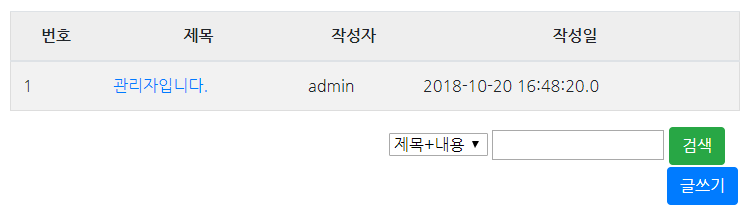 번호 제목 작성자 작성일
1 관리자입니다. admin 2018-10-20 16:48:20.0
제목+내용 ▼ 검색
글쓰기